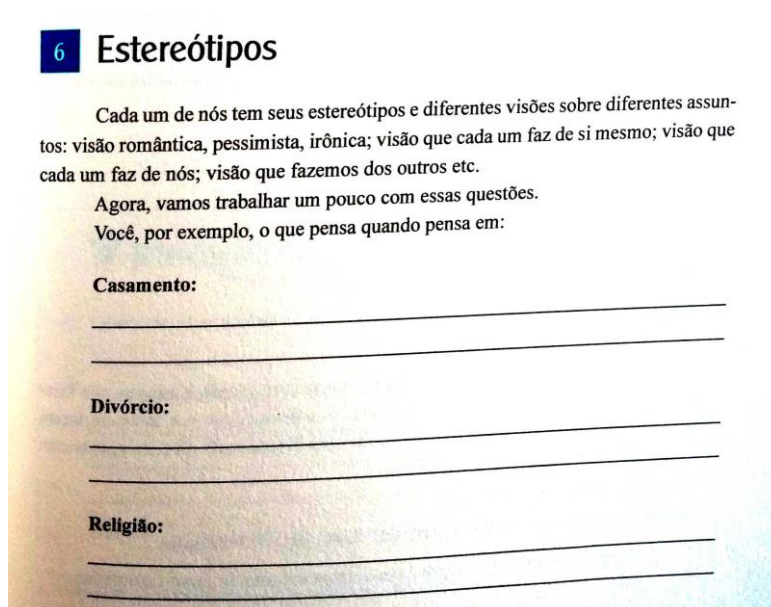 6 Estereótipos
Cada um de nós tem seus estereótipos e diferentes visões sobre diferentes assun-
tos: visão romântica, pessimista, irônica; visão que cada um faz de si mesmo; visão que
cada um faz de nós; visão que fazemos dos outros etc.
Agora, vamos trabalhar um pouco com essas questões.
Você, por exemplo, o que pensa quando pensa em:
Casamento:
Divórcio:
Religião: